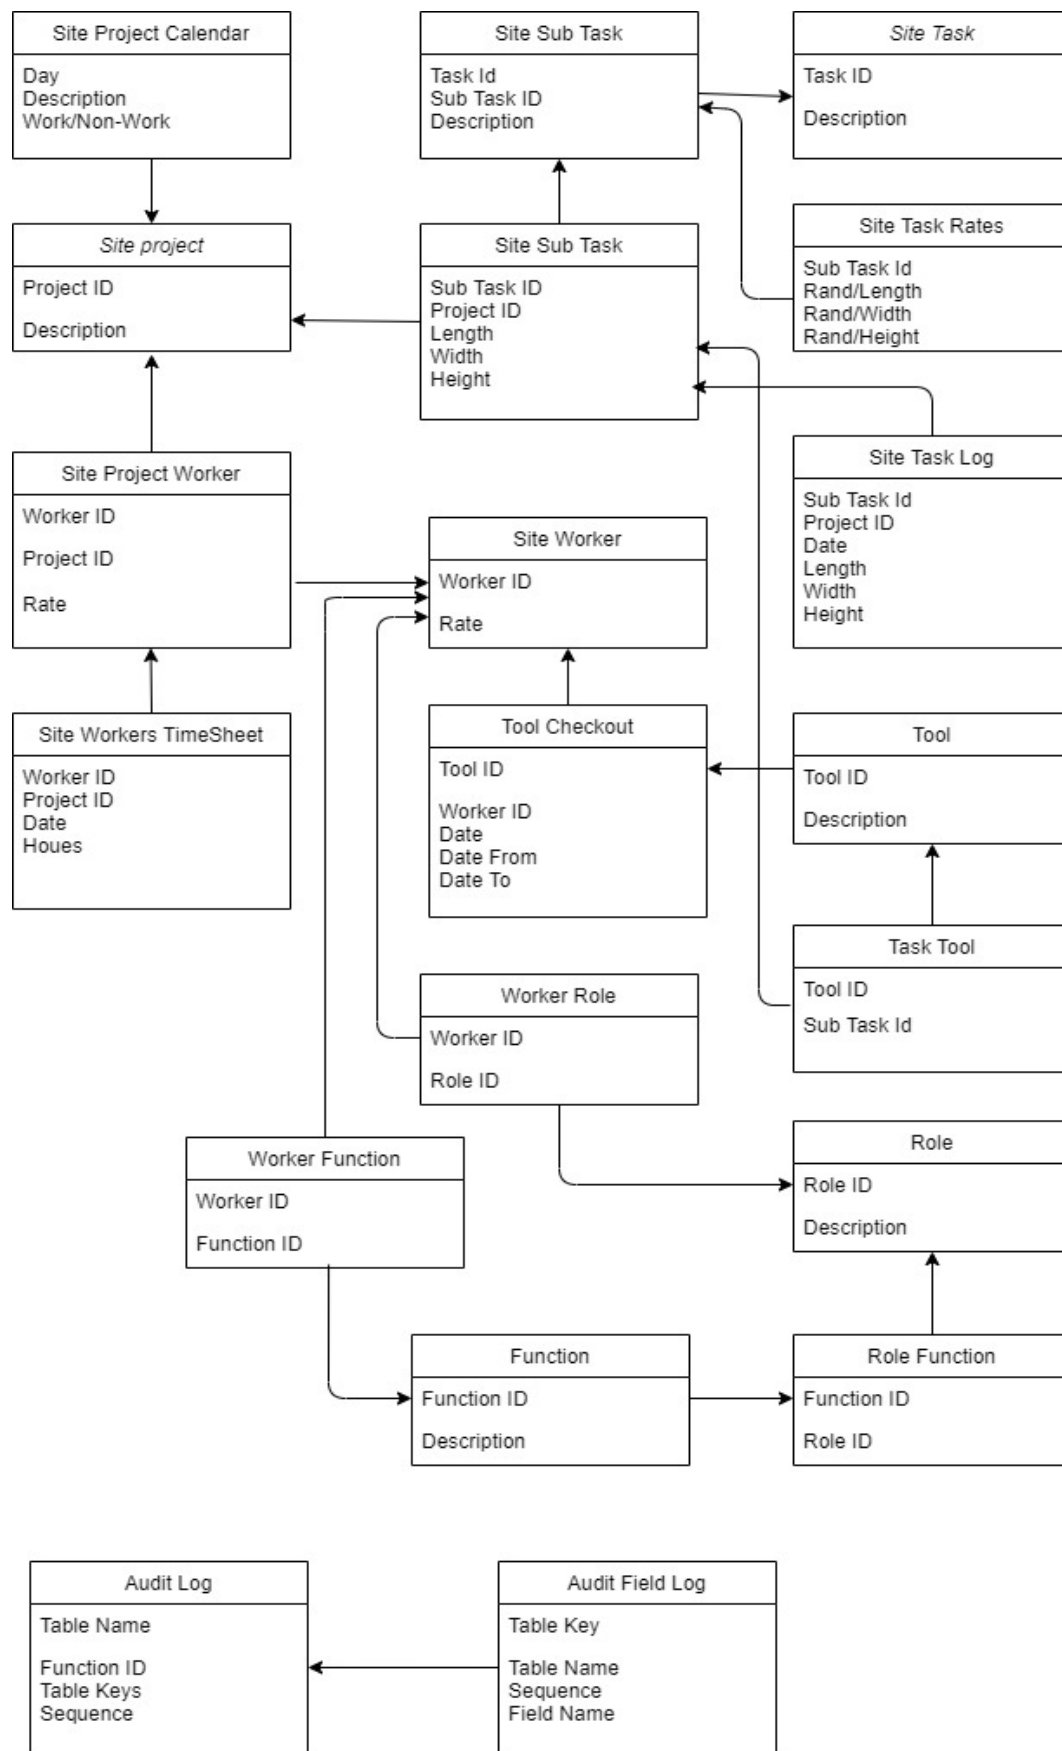 Site Project Calendar
Day
Description
Work/Non-Work
Site Sub Task
Task Id
Sub Task ID
Description
Site Task
Task ID
Description
Site project
Project ID
Description
Site Sub Task
Sub Task ID
Project ID
Length
Width
Height
Site Task Rates
Sub Task Id
Rand/Length
Rand/Width
Rand/Height
Site Project Worker
Worker ID
Project ID
Rate
Site Worker
Worker ID
Rate
Site Task Log
Sub Task Id
Project ID
Date
Length
Width
Height
Site Workers TimeSheet
Worker ID
Project ID
Date
Houes
Tool Checkout
Tool ID
Worker ID
Date
Date From
Date To
Tool
Tool ID
Description
Task Tool
Tool ID
Sub Task Id
Worker Role
Worker ID
Role ID
Worker Function
Worker ID
Function ID
Role
Role ID
Description
Function
Function ID
Description
Role Function
Function ID
Role ID
Audit Log
Table Name
Function ID
Table Keys
Sequence
Audit Field Log
Table Key
Table Name
Sequence
Field Name